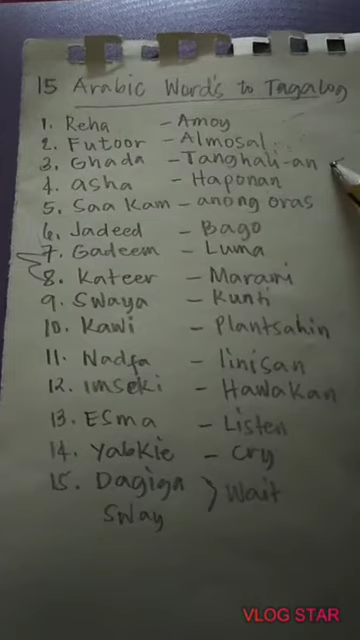 15 Arabic Words to Tagalog
1. Reha - Amoy
2. Futoor - Almosal
3. Ghada - Tanghali-an
4. asha - Haponan
5. Saa Kam - anong oras
6. Jadeed - Bago
7. Gadeem - Luma
8. Kateer - Marami
9. Swaya - Kunti
10. Kawi - Plantsahin
11. Nadfa - linisan
12. imseki - Hawakan
13. ESma - Listen
14. Yabkie - Cry
15. Dagiga } Wait
Sway
VLOG STAR